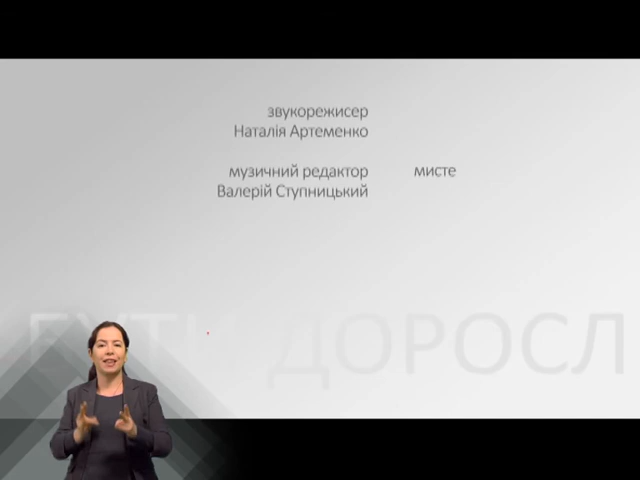 звукорежисер
Наталія Артеменко
музичний редактор
Валерій Ступницький
мисте
БУТИ ДОРОСЛ